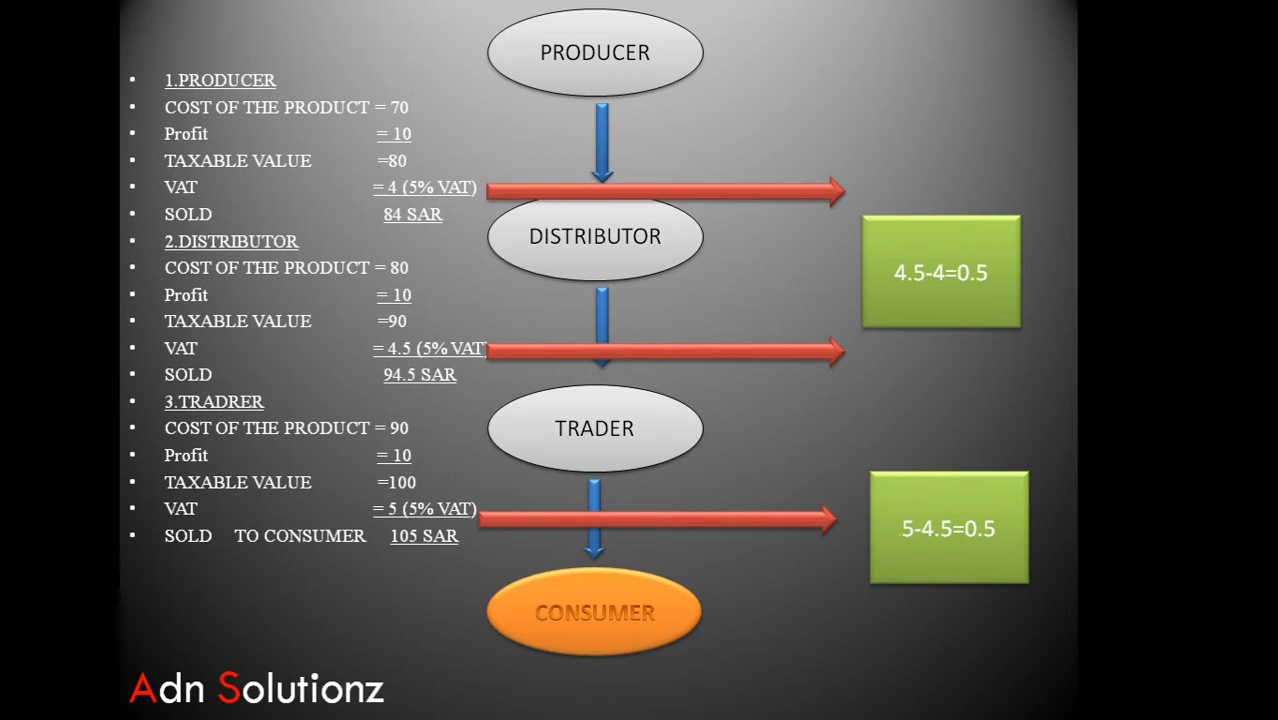 1.PRODUCER
COST OF THE PRODUCT = 70
Profit = 10
TAXABLE VALUE =80
VAT = 4 (5% VAT)
SOLD 84 SAR
2.DISTRIBUTOR
COST OF THE PRODUCT = 80
Profit = 10
TAXABLE VALUE =90
VAT = 4.5 (5% VAT)
SOLD 94.5 SAR
3.TRADRER
COST OF THE PRODUCT = 90
Profit = 10
TAXABLE VALUE =100
VAT = 5 (5% VAT)
SOLD TO CONSUMER 105 SAR
PRODUCER
DISTRIBUTOR
TRADER
CONSUMER
4.5-4=0.5
5-4.5=0.5
Adn Solutionz